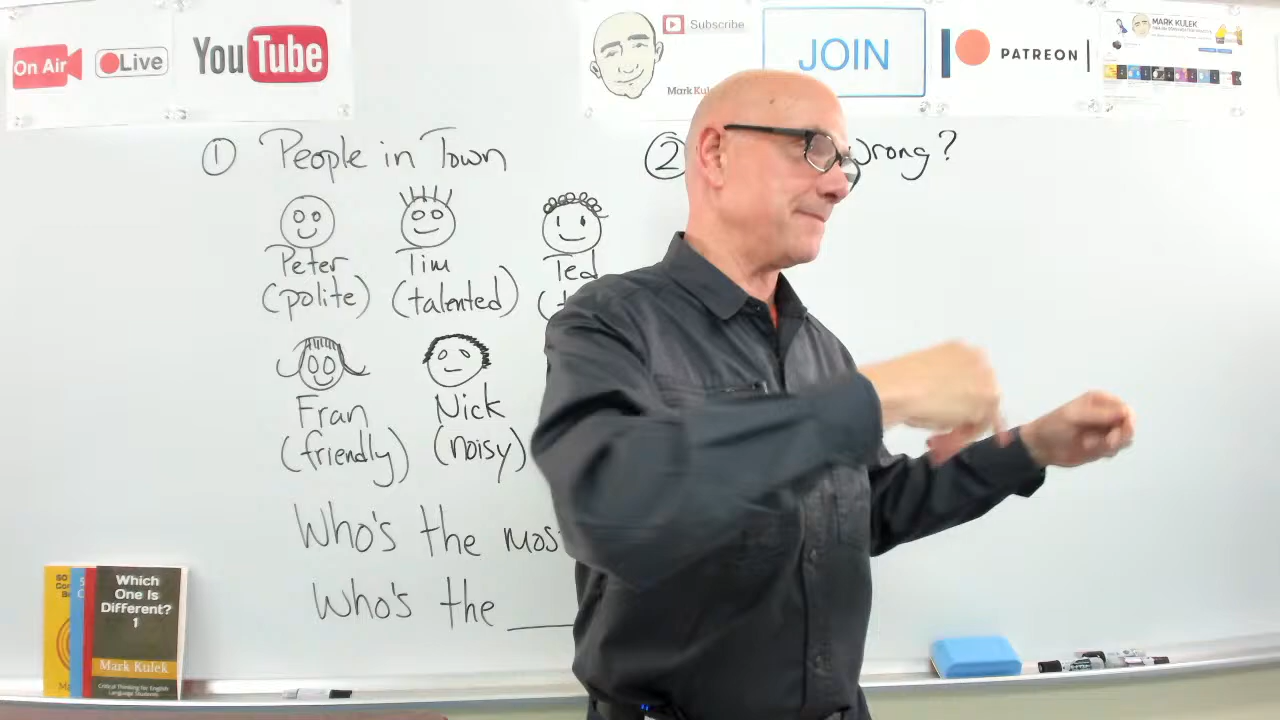 On Air
Live
YouTube
Subscribe
JOIN
PATREON
MARK KULEK
① People in Town
② wrong?
Peter
(polite)
Tim
(talented)
Ted
Fran
(friendly)
Nick
(noisy)
Who's the mos
Who's the ____
Which
One Is
Different?
1
Mark Kulek
Critical Thinking for English
Language Students